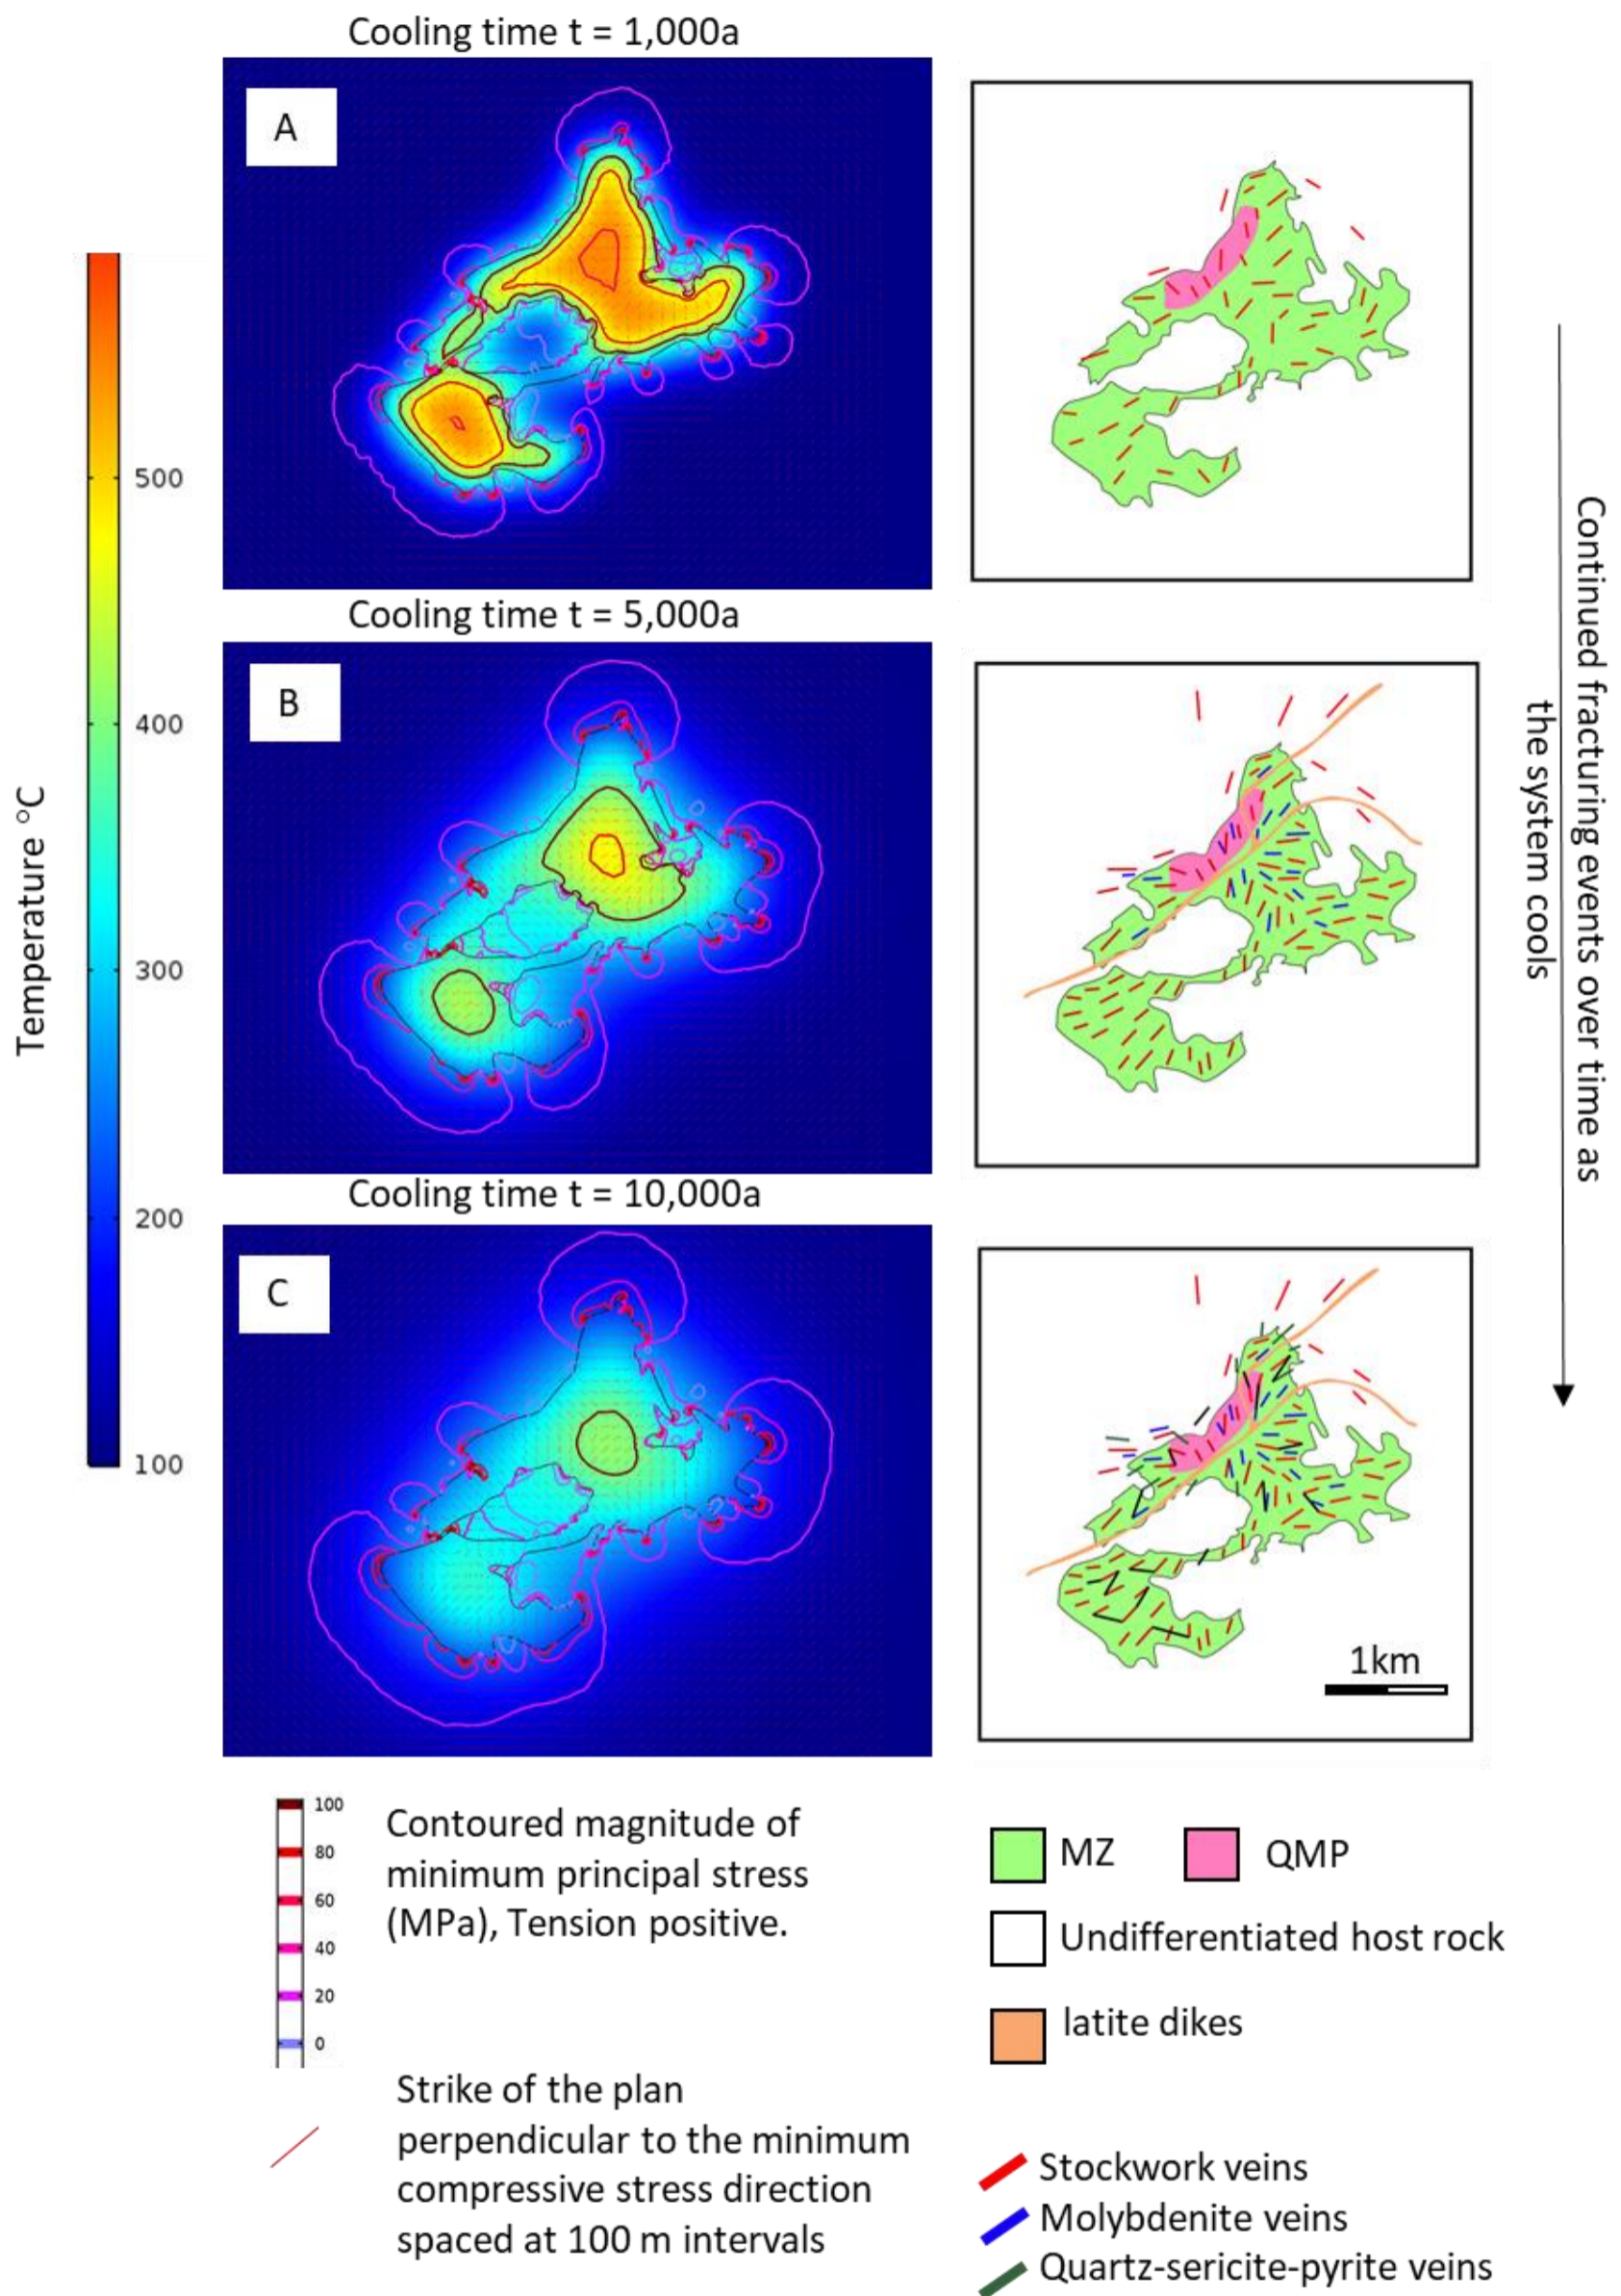 Cooling time t = 1,000a
A
Cooling time t = 5,000a
B
Cooling time t = 10,000a
C
Temperature °C
500
400
300
200
100
Continued fracturing events over time as
the system cools
1km
100
80
60
40
20
0
Contoured magnitude of
minimum principal stress
(MPa), Tension positive.
Strike of the plan
perpendicular to the minimum
compressive stress direction
spaced at 100 m intervals
MZ
QMP
Undifferentiated host rock
latite dikes
Stockwork veins
Molybdenite veins
Quartz-sericite-pyrite veins